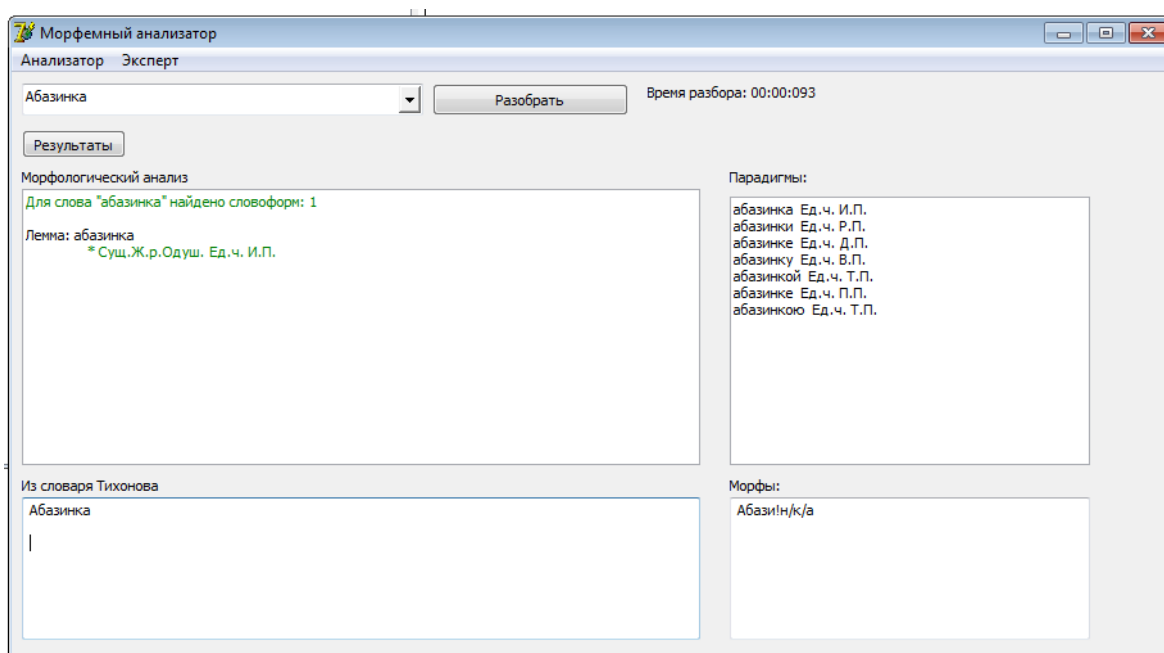 Морфемный анализатор
Анализатор Эксперт
Абазинка
Разобрать
Время разбора: 00:00:093
Результаты
Морфологический анализ
Для слова "абазинка" найдено словоформ: 1
Лемма: абазинка
* Сущ.Ж.р.Одуш. Ед.ч. И.П.
Парадигмы:
абазинка Ед.ч. И.П.
абазинки Ед.ч. Р.П.
абазинке Ед.ч. Д.П.
абазинку Ед.ч. В.П.
абазинкой Ед.ч. Т.П.
абазинке Ед.ч. П.П.
абазинкою Ед.ч. Т.П.
Из словаря Тихонова
Абазинка
Морфы:
Абази!н/к/а